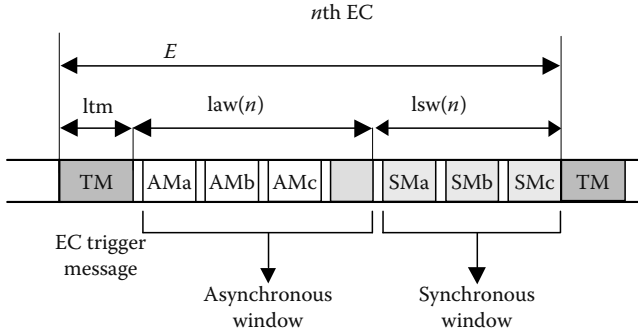 nth EC
E
ltm law(n) lsw(n)
TM AMa AMb AMc SMa SMb SMc TM
EC trigger
message
Asynchronous
window
Synchronous
window